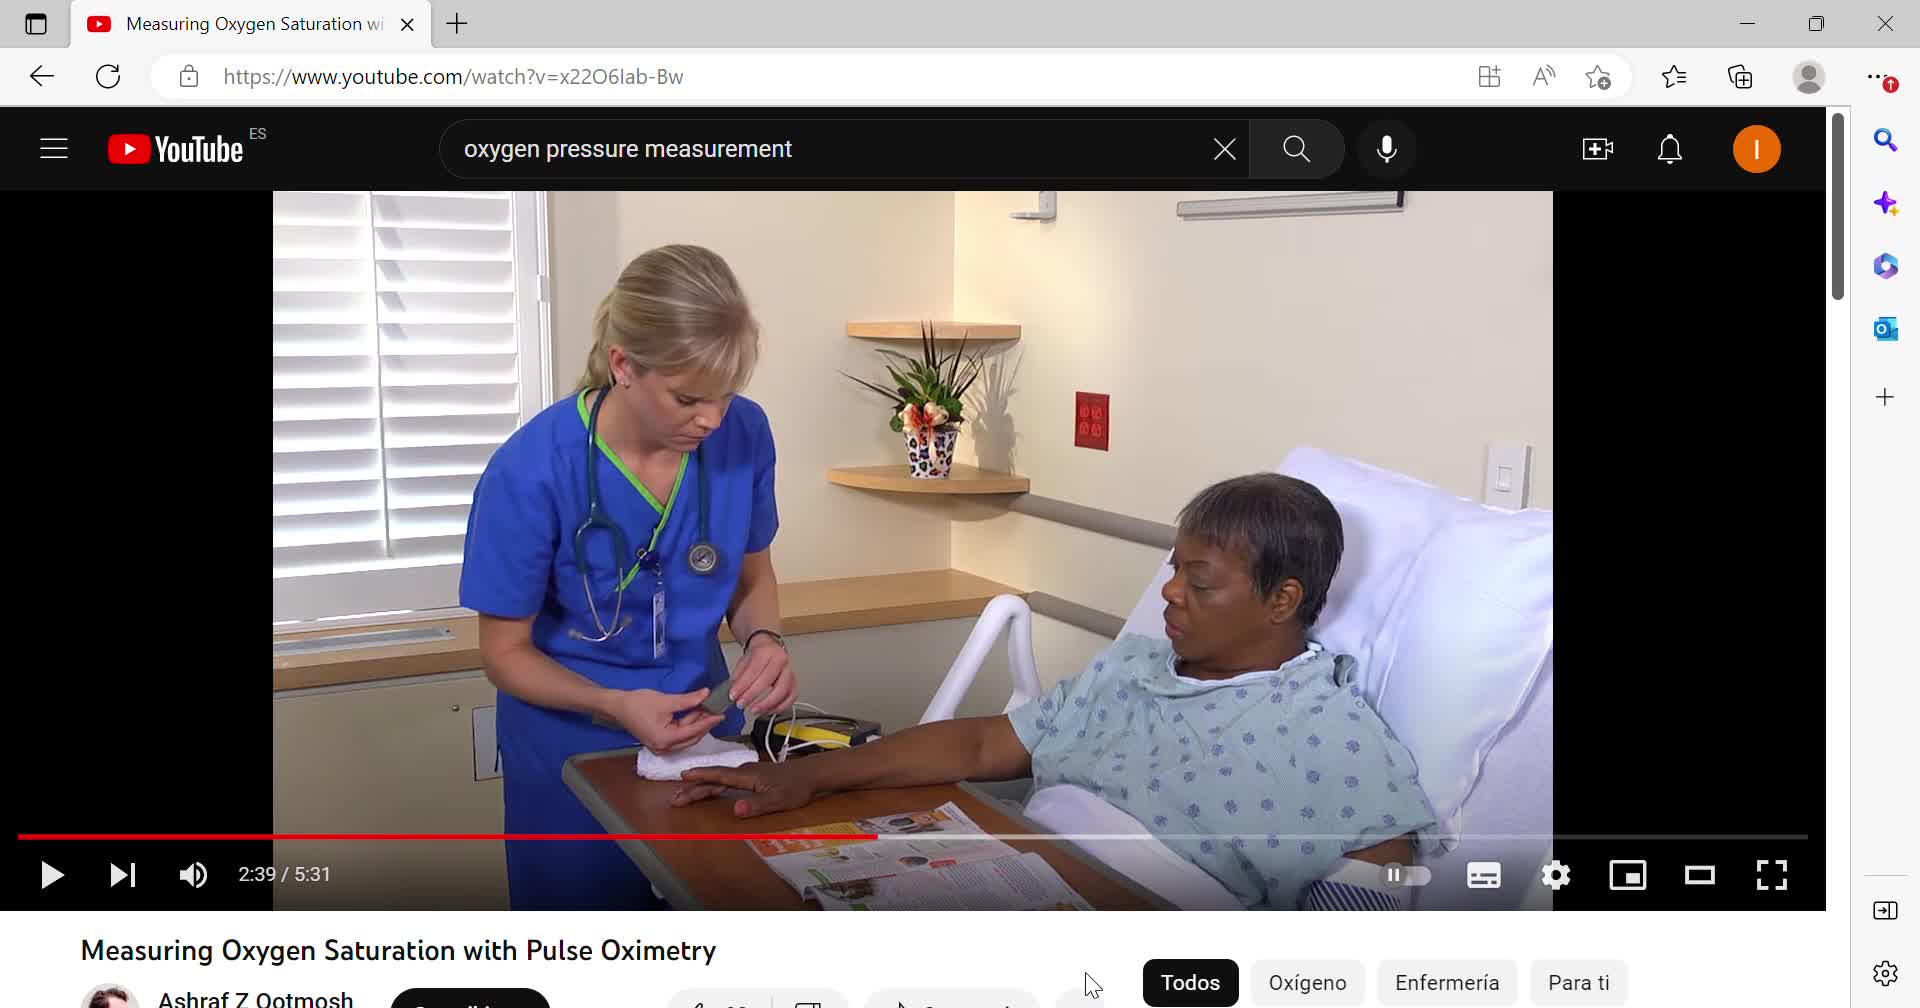 Measuring Oxygen Saturation wi
https://www.youtube.com/watch?v=x22O6lab-Bw
YouTube ES
oxygen pressure measurement
I
2:39 / 5:31
Measuring Oxygen Saturation with Pulse Oximetry
Todos
Oxígeno
Enfermería
Para ti
Ashraf Z Qotmosh